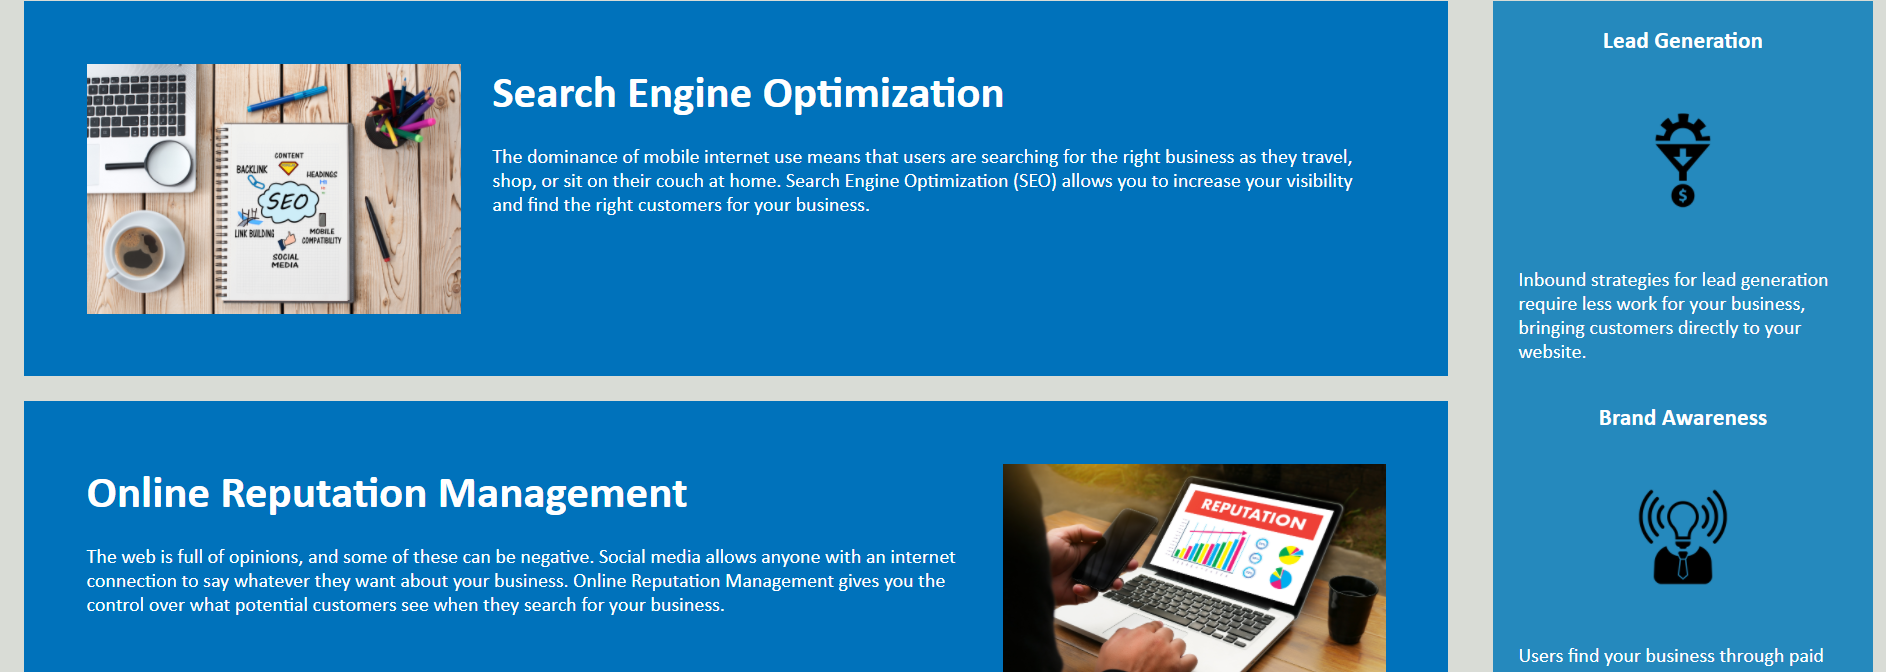 Search Engine Optimization
The dominance of mobile internet use means that users are searching for the right business as they travel,
shop, or sit on their couch at home. Search Engine Optimization (SEO) allows you to increase your visibility
and find the right customers for your business.
CONTENT
BACKLINK
HEADINGS
H1
SEO
LINK BUILDING
MOBILE
COMPATIBILITY
SOCIAL
MEDIA
Online Reputation Management
The web is full of opinions, and some of these can be negative. Social media allows anyone with an internet
connection to say whatever they want about your business. Online Reputation Management gives you the
control over what potential customers see when they search for your business.
REPUTATION
Lead Generation
$
Inbound strategies for lead generation
require less work for your business,
bringing customers directly to your
website.
Brand Awareness
Users find your business through paid